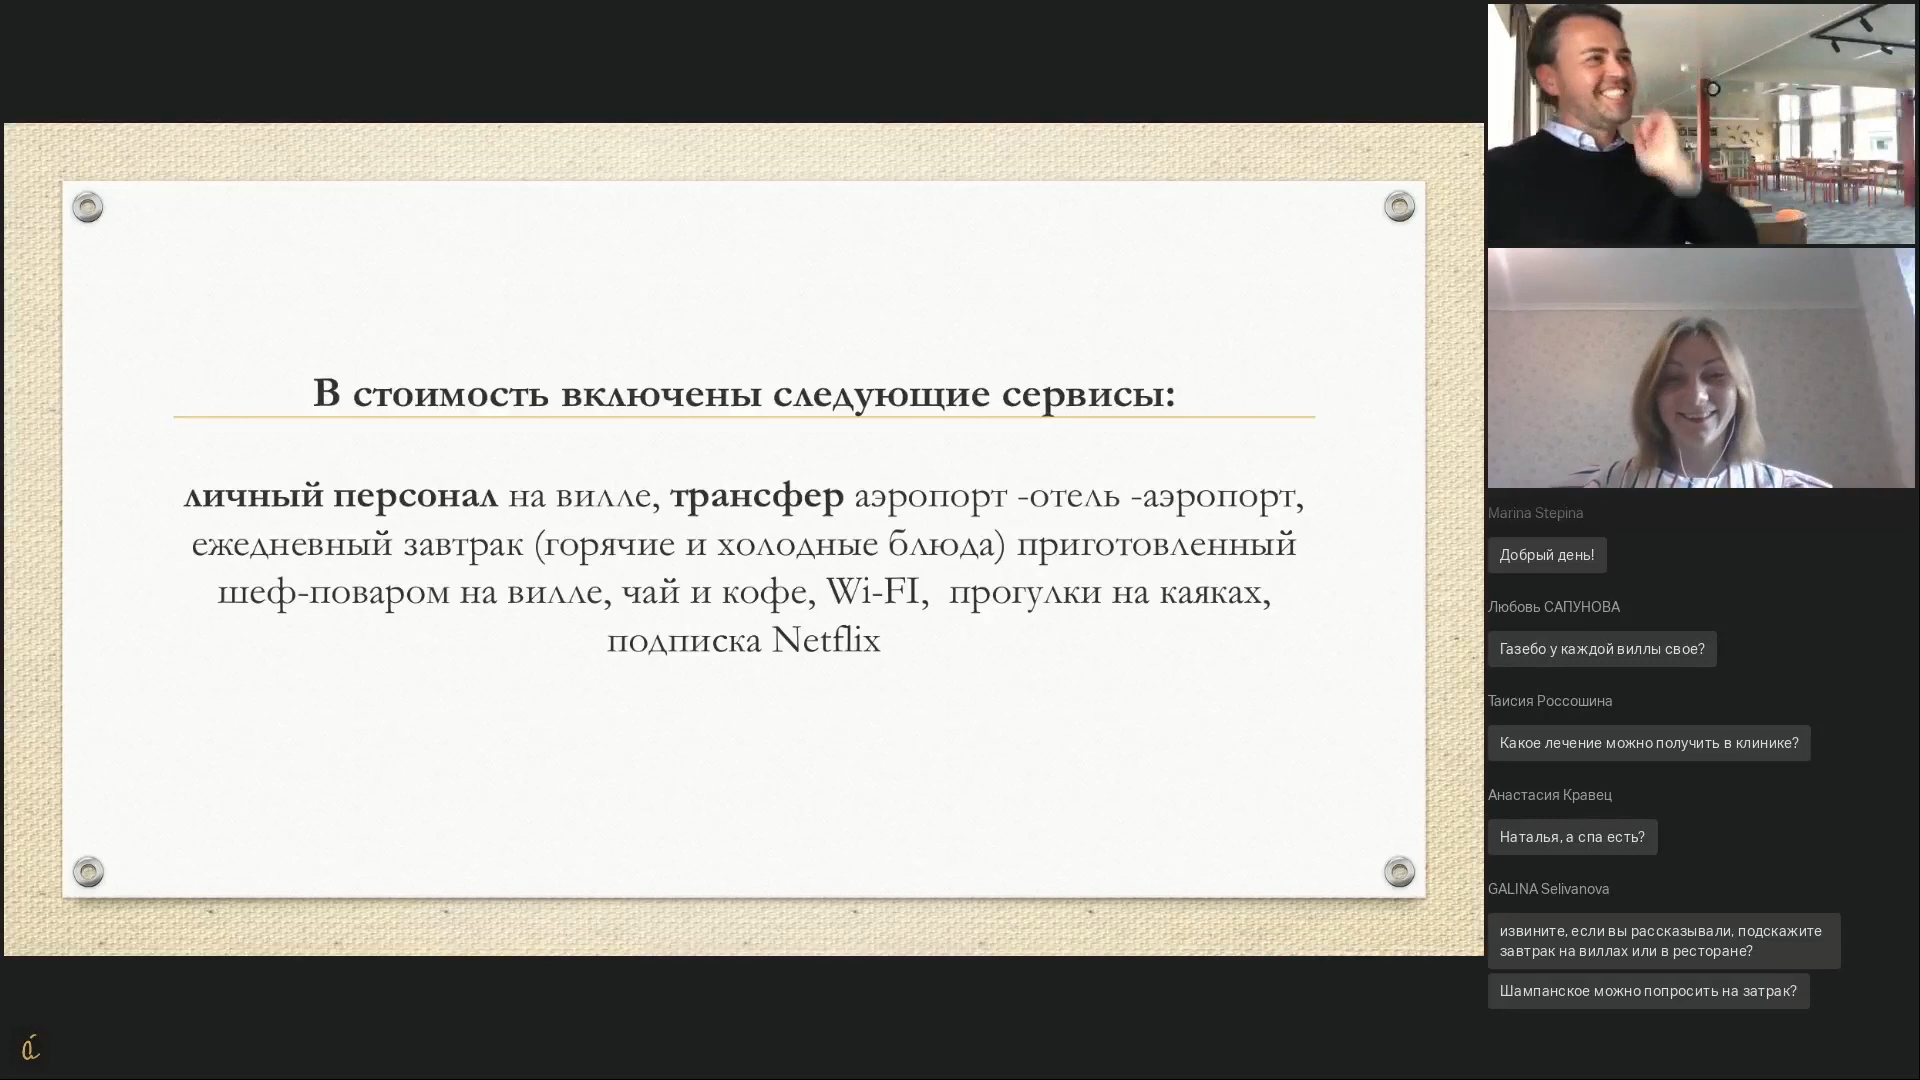 В стоимость включены следующие сервисы:
личный персонал на вилле, трансфер аэропорт -отель -аэропорт,
ежедневный завтрак (горячие и холодные блюда) приготовленный
шеф-поваром на вилле, чай и кофе, Wi-FI,  прогулки на каяках,
подписка Netflix
Marina Stepina
Добрый день!
Любовь САПУНОВА
Газебо у каждой виллы свое?
Таисия Россошина
Какое лечение можно получить в клинике?
Анастасия Кравец
Наталья, а спа есть?
GALINA Selivanova
извините, если вы рассказывали, подскажите
завтрак на виллах или в ресторане?
Шампанское можно попросить на затрак?
á